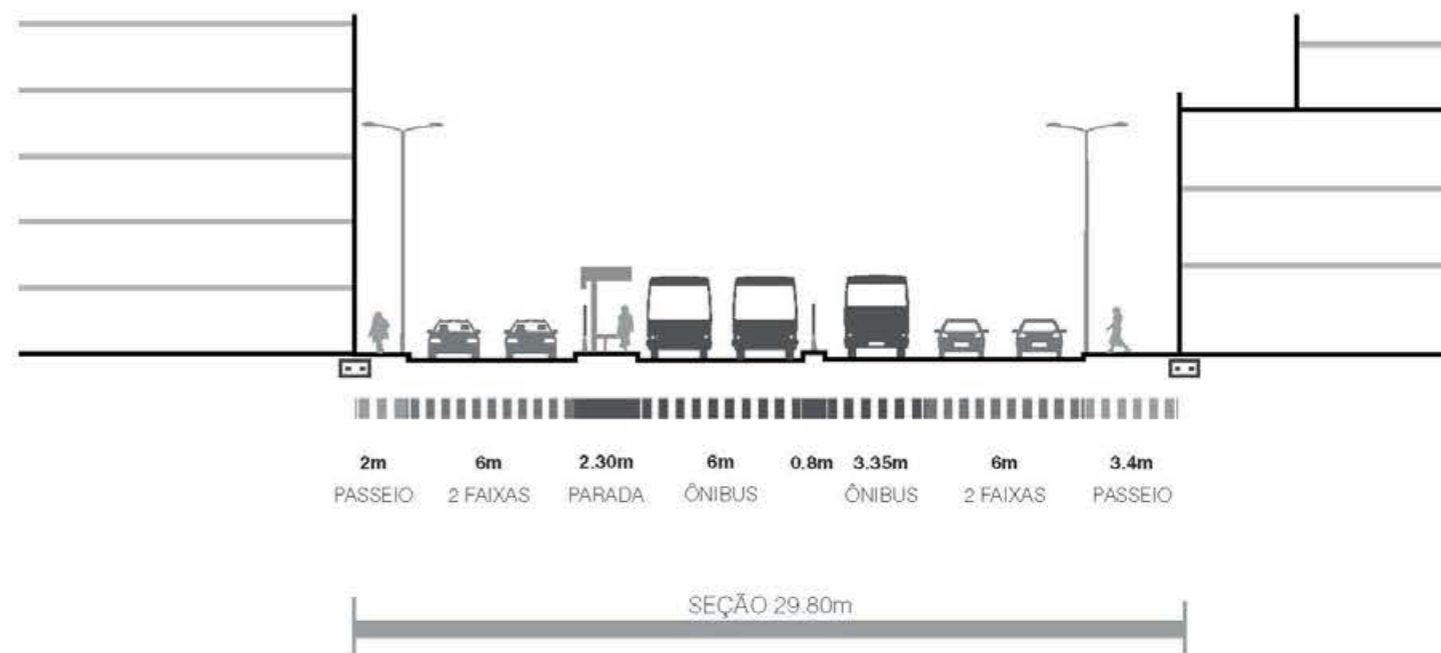 2m 6m 2.30m 6m 0.8m 3.35m 6m 3.4m
PASSEIO 2 FAIXAS PARADA ÔNIBUS ÔNIBUS 2 FAIXAS PASSEIO
SEÇÃO 29.80m